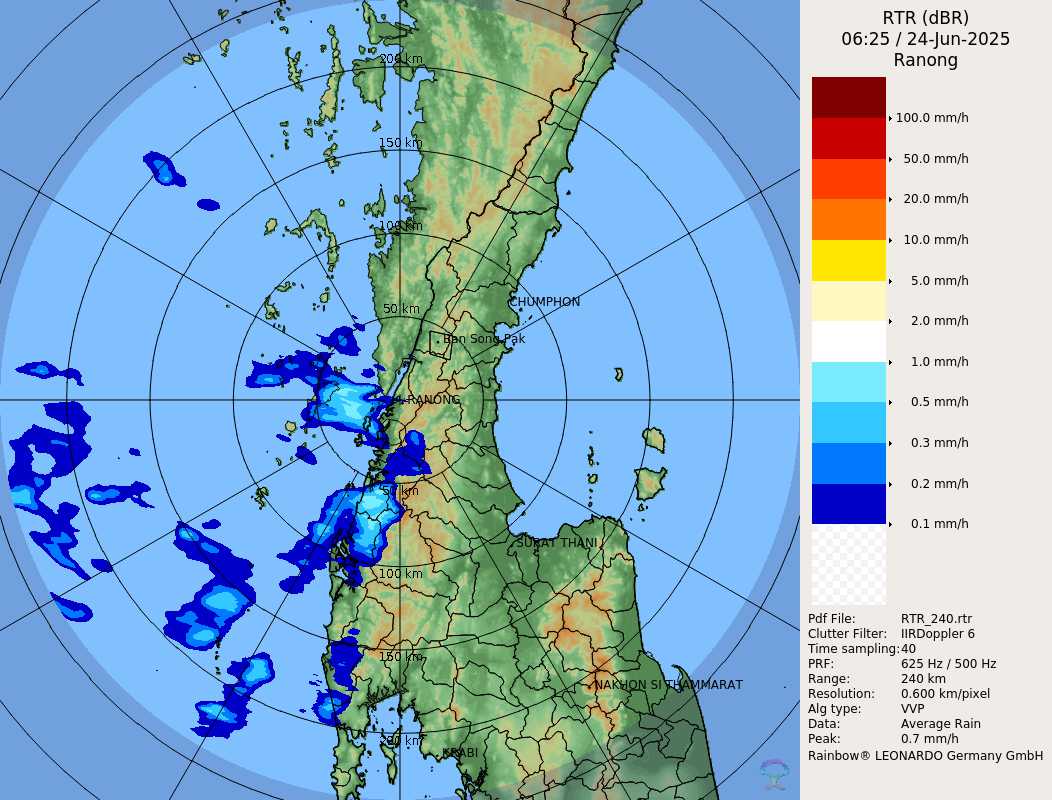 RTR (dBR)
06:25 / 24-Jun-2025
Ranong
100.0 mm/h
50.0 mm/h
20.0 mm/h
10.0 mm/h
5.0 mm/h
2.0 mm/h
1.0 mm/h
0.5 mm/h
0.3 mm/h
0.2 mm/h
0.1 mm/h
Pdf File: RTR_240.rtr
Clutter Filter: IIRDoppler 6
Time sampling:40
PRF: 625 Hz / 500 Hz
Range: 240 km
Resolution: 0.600 km/pixel
Alg type: VVP
Data: Average Rain
Peak: 0.7 mm/h
Rainbow® LEONARDO Germany GmbH
200 km
150 km
100 km
50 km
CHUMPHON
Ban Song Pak
RANONG
50 km
SURAT THANI
100 km
150 km
NAKHON SI THAMMARAT
200 km
KRABI